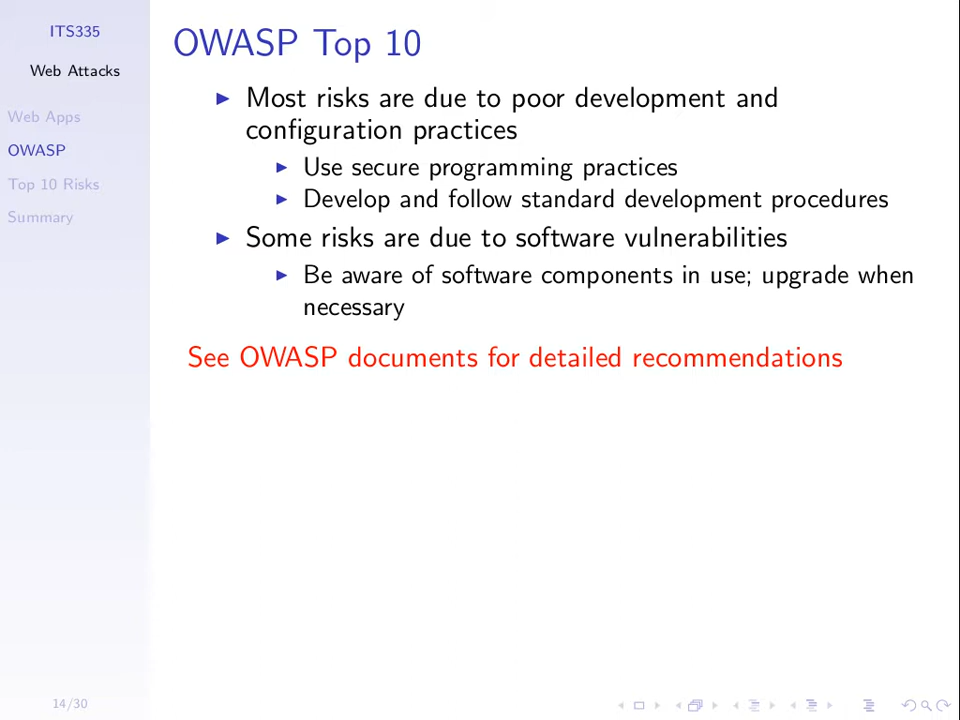 ITS335
Web Attacks
Web Apps
OWASP
Top 10 Risks
Summary
14/30
OWASP Top 10
Most risks are due to poor development and
configuration practices
Use secure programming practices
Develop and follow standard development procedures
Some risks are due to software vulnerabilities
Be aware of software components in use; upgrade when
necessary
See OWASP documents for detailed recommendations